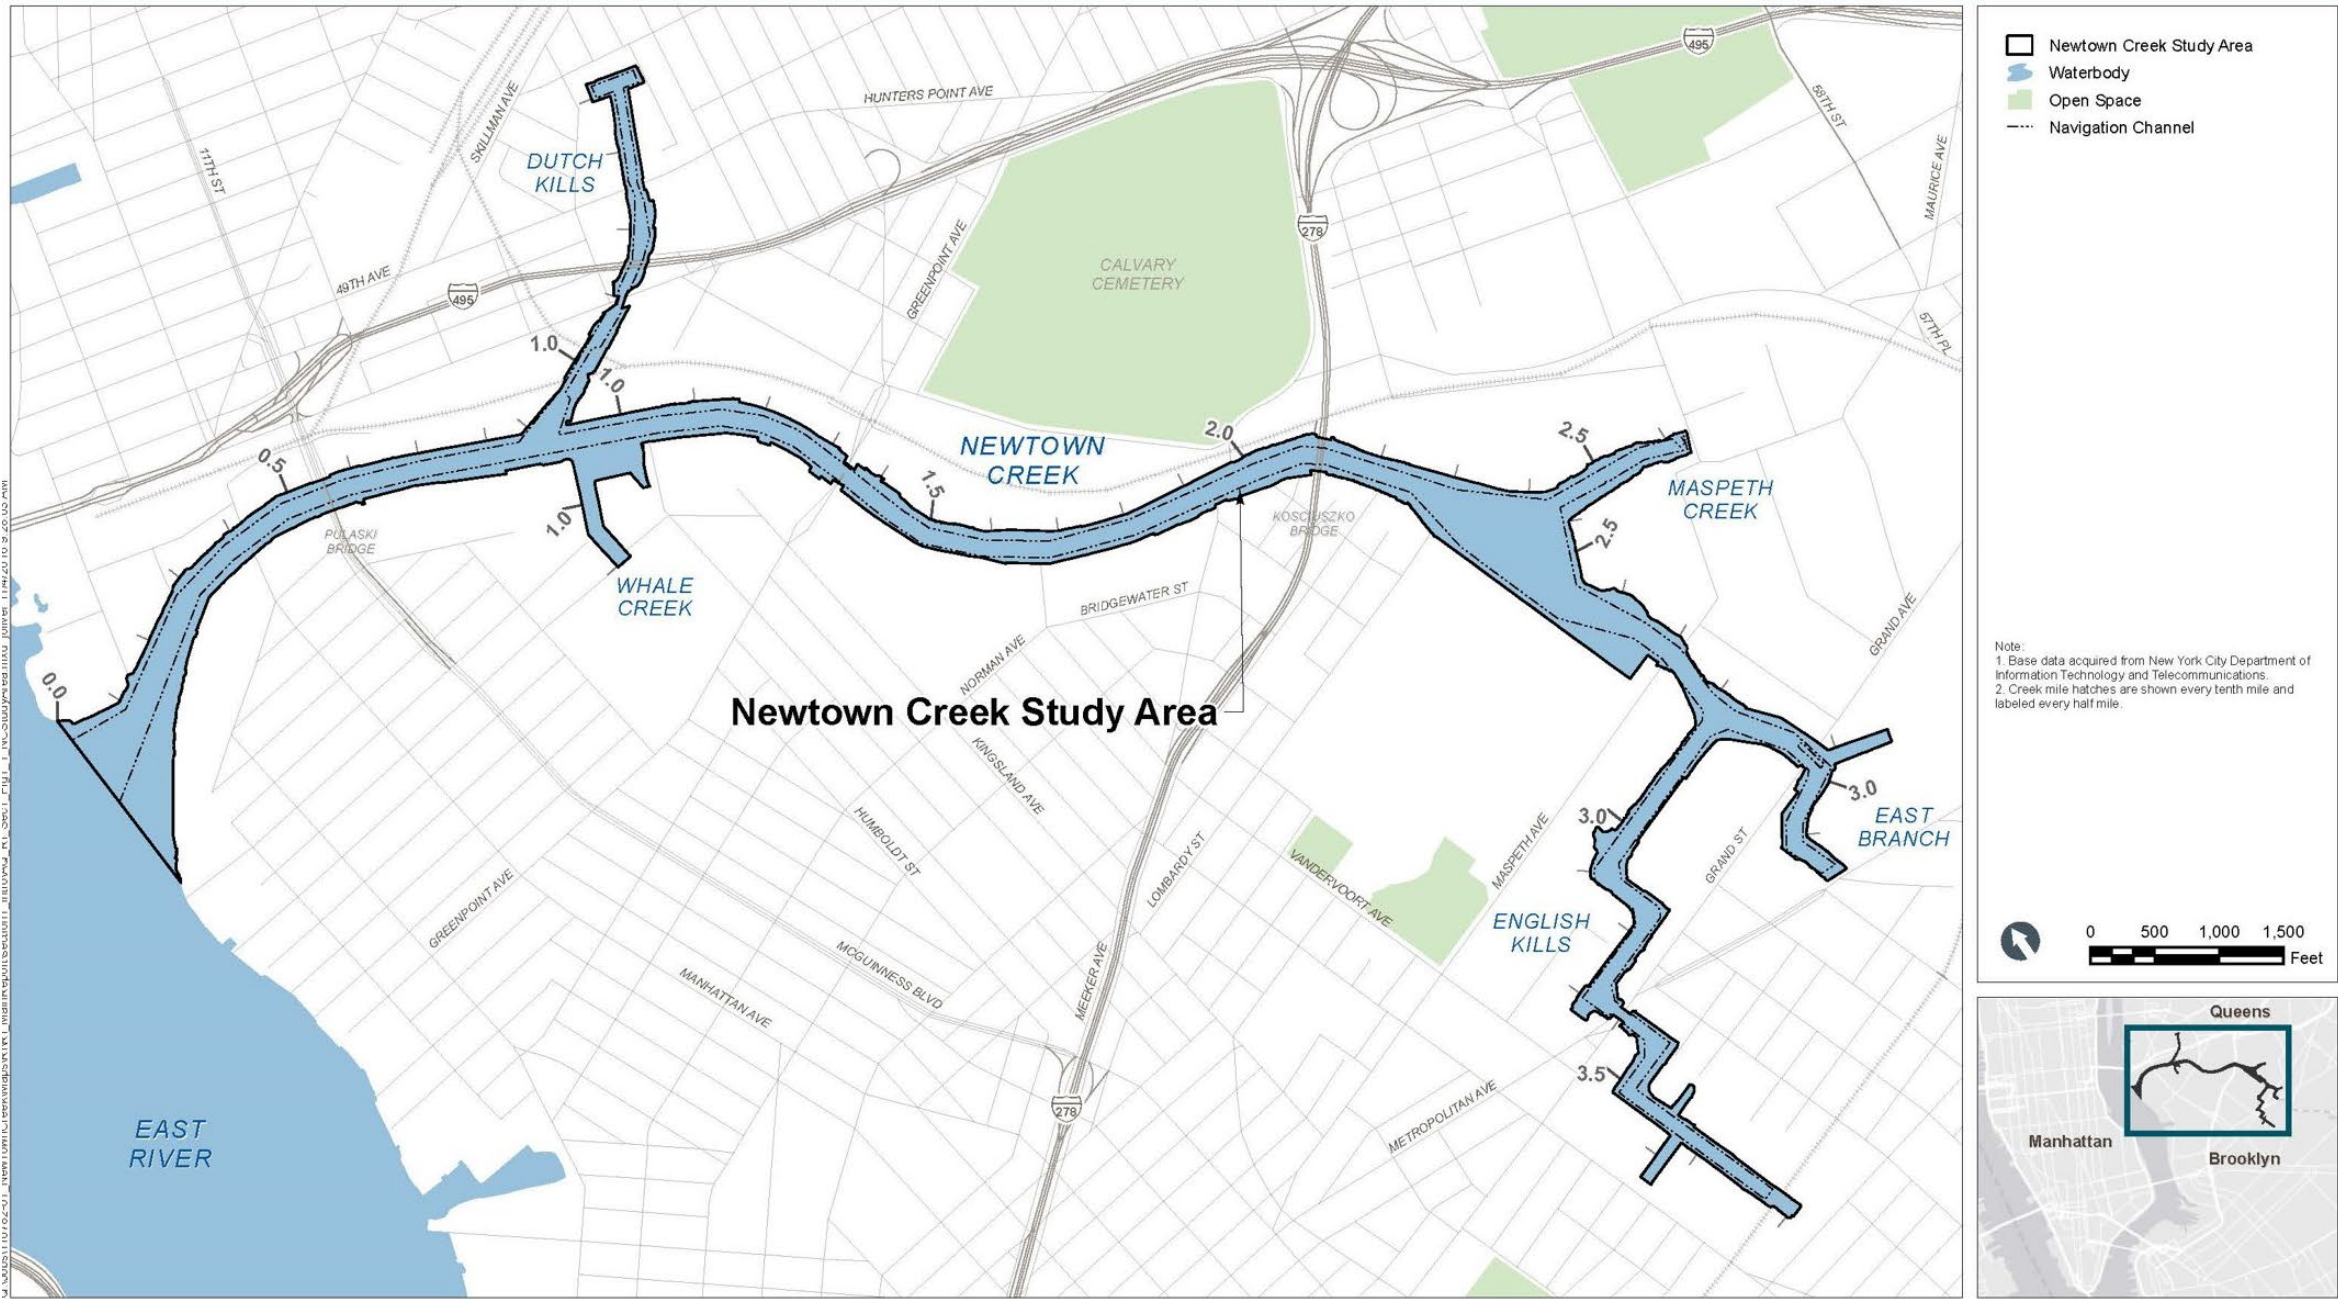 495
58TH ST
MAURICE AVE
HUNTERS POINT AVE
SKILLMAN AVE
11TH ST
DUTCH
KILLS
278
GREENPOINT AVE
CALVARY
CEMETERY
49TH AVE
495
57TH PL
1.0
1.0
0.5
2.0
2.5
NEWTOWN
CREEK
1.5
MASPETH
CREEK
1.0
2.5
PULASKI
BRIDGE
KOSCIUSZKO
BRIDGE
WHALE
CREEK
BRIDGEWATER ST
GRAND AVE
NORMAN AVE
0.0
Newtown Creek Study Area
KINGSLAND AVE
3.0
3.0
EAST
BRANCH
HUMBOLDT ST
LOMBARDY ST
VANDERVOORT AVE
MASPETH AVE
GRAND ST
GREENPOINT AVE
ENGLISH
KILLS
MCGUINNESS BLVD
MANHATTAN AVE
MEEKER AVE
3.5
278
METROPOLITAN AVE
EAST
RIVER
Newtown Creek Study Area
Waterbody
Open Space
Navigation Channel
Note:
1. Base data acquired from New York City Department of
Information Technology and Telecommunications.
2. Creek mile hatches are shown every tenth mile and
labeled every half mile.
0 500 1,000 1,500
Feet
Queens
Manhattan
Brooklyn